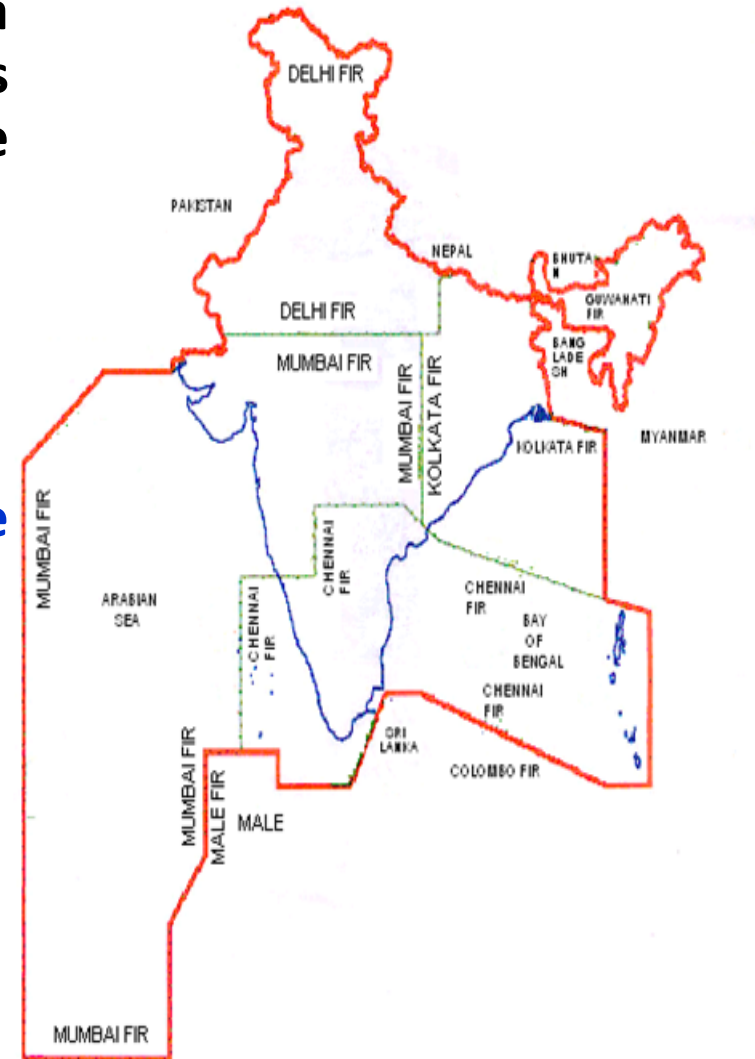 n
s
e
e
DELHI FIR
PAKISTAN
NEPAL
BHUTA
N
GUWAHATI
FIR
DELHI FIR
MUMBAI FIR
BANG
LADE
SH
MUMBAI FIR
KOLKATA FIR
KOLKATA FIR
MYANMAR
MUMBAI FIR
ARABIAN
SEA
CHENNAI
FIR
CHENNAI
FIR
CHENNAI
FIR
BAY
OF
BENGAL
CHENNAI
FIR
SRI
LANKA
COLOMBO FIR
MUMBAI FIR
MALE FIR
MALE
MUMBAI FIR